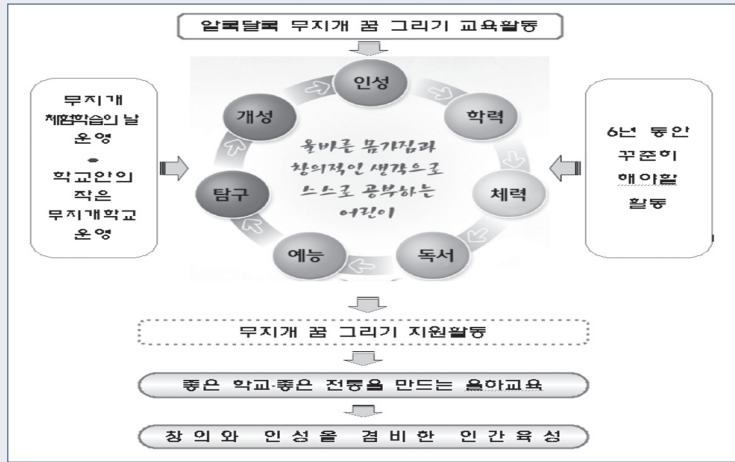 알록달록 무지개 꿈 그리기 교육활동
무지개
체험학습의 날
운영
*
학교안의
작은
무지개학교
운영
인성
학력
체력
독서
예능
탐구
개성
올바른 몸가짐과
창의적인 생각으로
스스로 공부하는
어린이
6년 동안
꾸준히
해야할
활동
무지개 꿈 그리기 지원활동
좋은 학교·좋은 전통을 만드는 율하교육
창의와 인성을 겸비한 인간육성